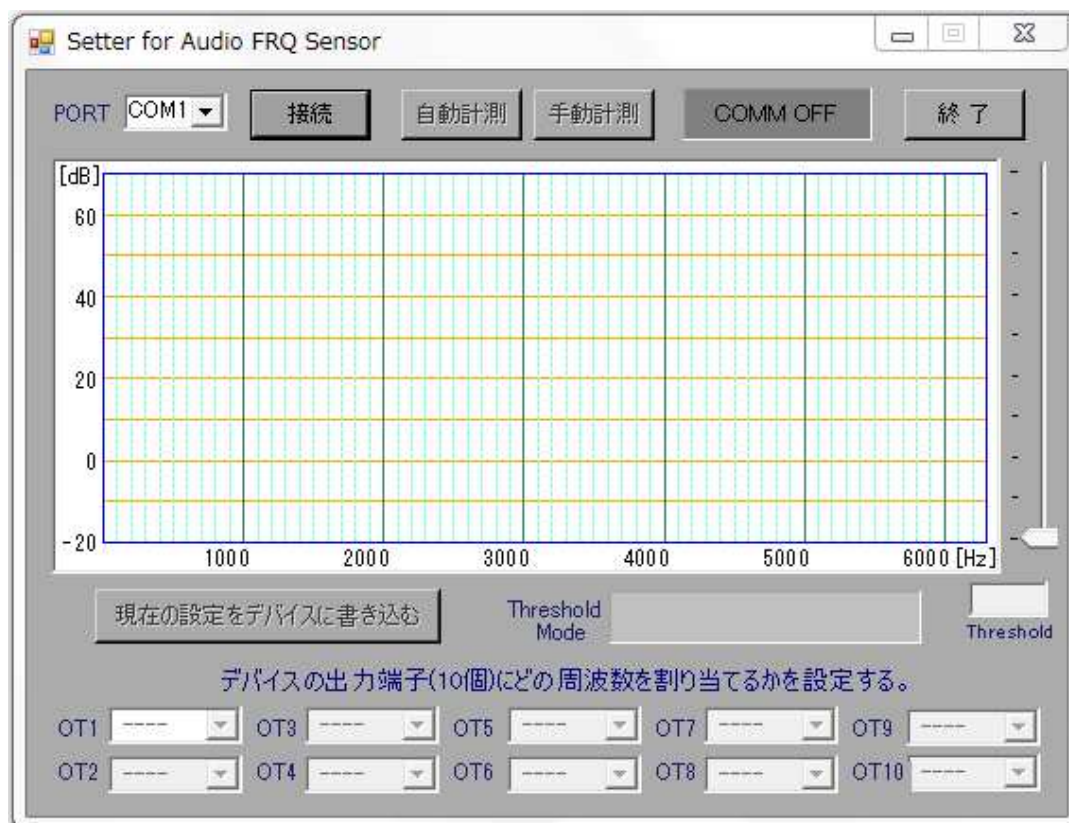 Setter for Audio FRQ Sensor
PORT COM1 接続 自動計測 手動計測 COMM OFF 終 了
[dB]
60
40
20
0
-20
1000 2000 3000 4000 5000 6000 [Hz]
現在の設定をデバイスに書き込む Threshold Mode
Threshold
デバイスの出力端子(10個)にどの周波数を割り当てるかを設定する。
OT1 ---- OT3 ---- OT5 ---- OT7 ---- OT9 ----
OT2 ---- OT4 ---- OT6 ---- OT8 ---- OT10 ----